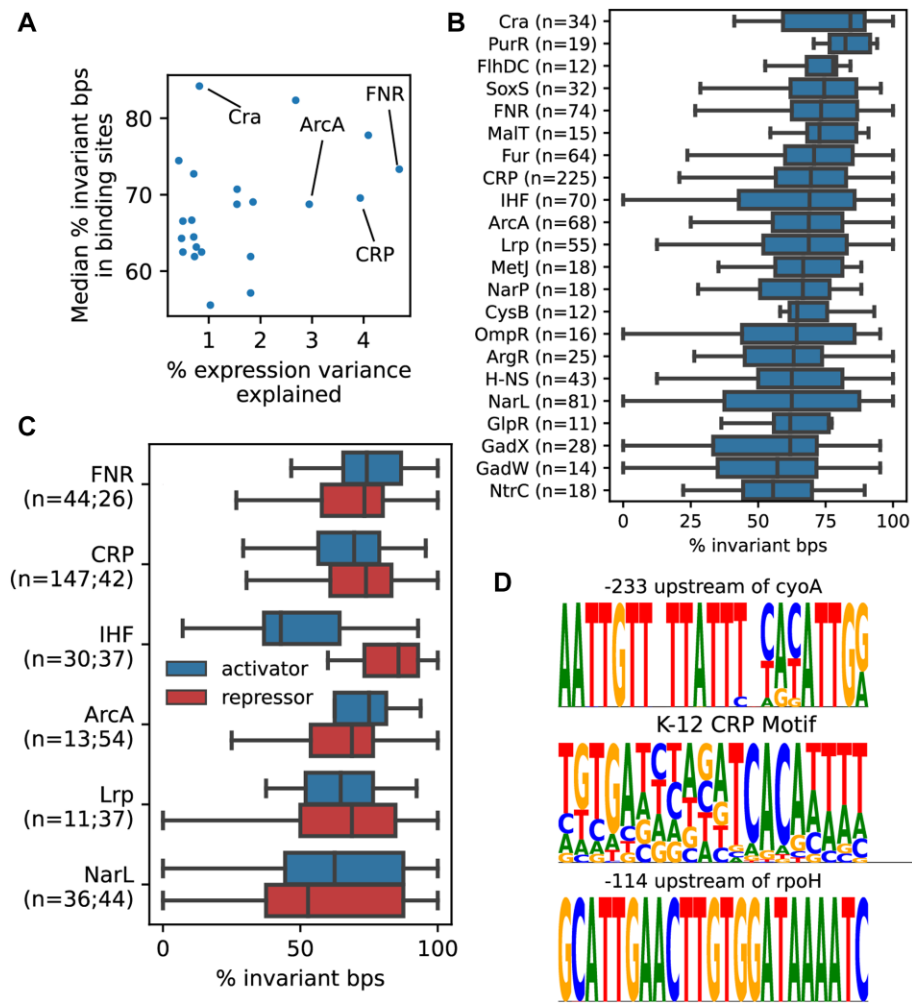 A
Median % invariant bps
in binding sites
80
70
60
Cra
ArcA
FNR
CRP
1 2 3 4
% expression variance
explained
B
Cra (n=34)
PurR (n=19)
FlhDC (n=12)
SoxS (n=32)
FNR (n=74)
MalT (n=15)
Fur (n=64)
CRP (n=225)
IHF (n=70)
ArcA (n=68)
Lrp (n=55)
MetJ (n=18)
NarP (n=18)
CysB (n=12)
OmpR (n=16)
ArgR (n=25)
H-NS (n=43)
NarL (n=81)
GlpR (n=11)
GadX (n=28)
GadW (n=14)
NtrC (n=18)
0 25 50 75 100
% invariant bps
C
FNR
(n=44;26)
CRP
(n=147;42)
IHF
(n=30;37)
ArcA
(n=13;54)
Lrp
(n=11;37)
NarL
(n=36;44)
activator
repressor
0 50 100
% invariant bps
D
-233 upstream of cyoA
AATTGTT TTATTT CACATTGG
K-12 CRP Motif
TGTGATCTAGATCACATTTT
-114 upstream of rpoH
GCATTGAACTTGTGGATAAAATC